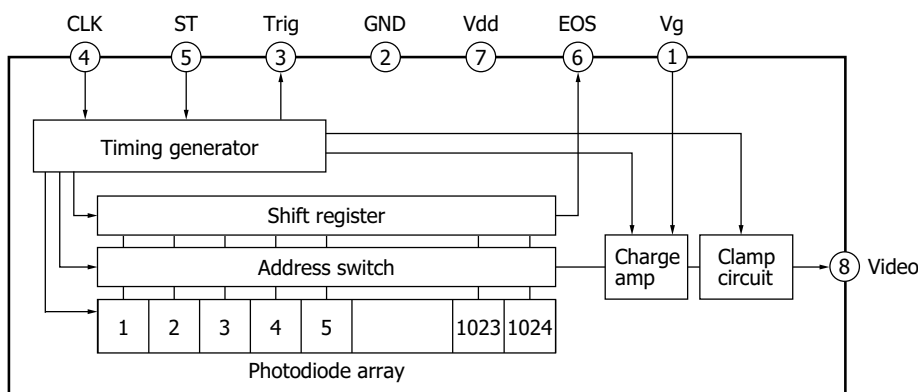 CLK ST Trig GND Vdd EOS Vg
4 5 3 2 7 6 1
Timing generator
Shift register
Address switch
Charge
amp
Clamp
circuit
8 Video
1 2 3 4 5 1023 1024
Photodiode array